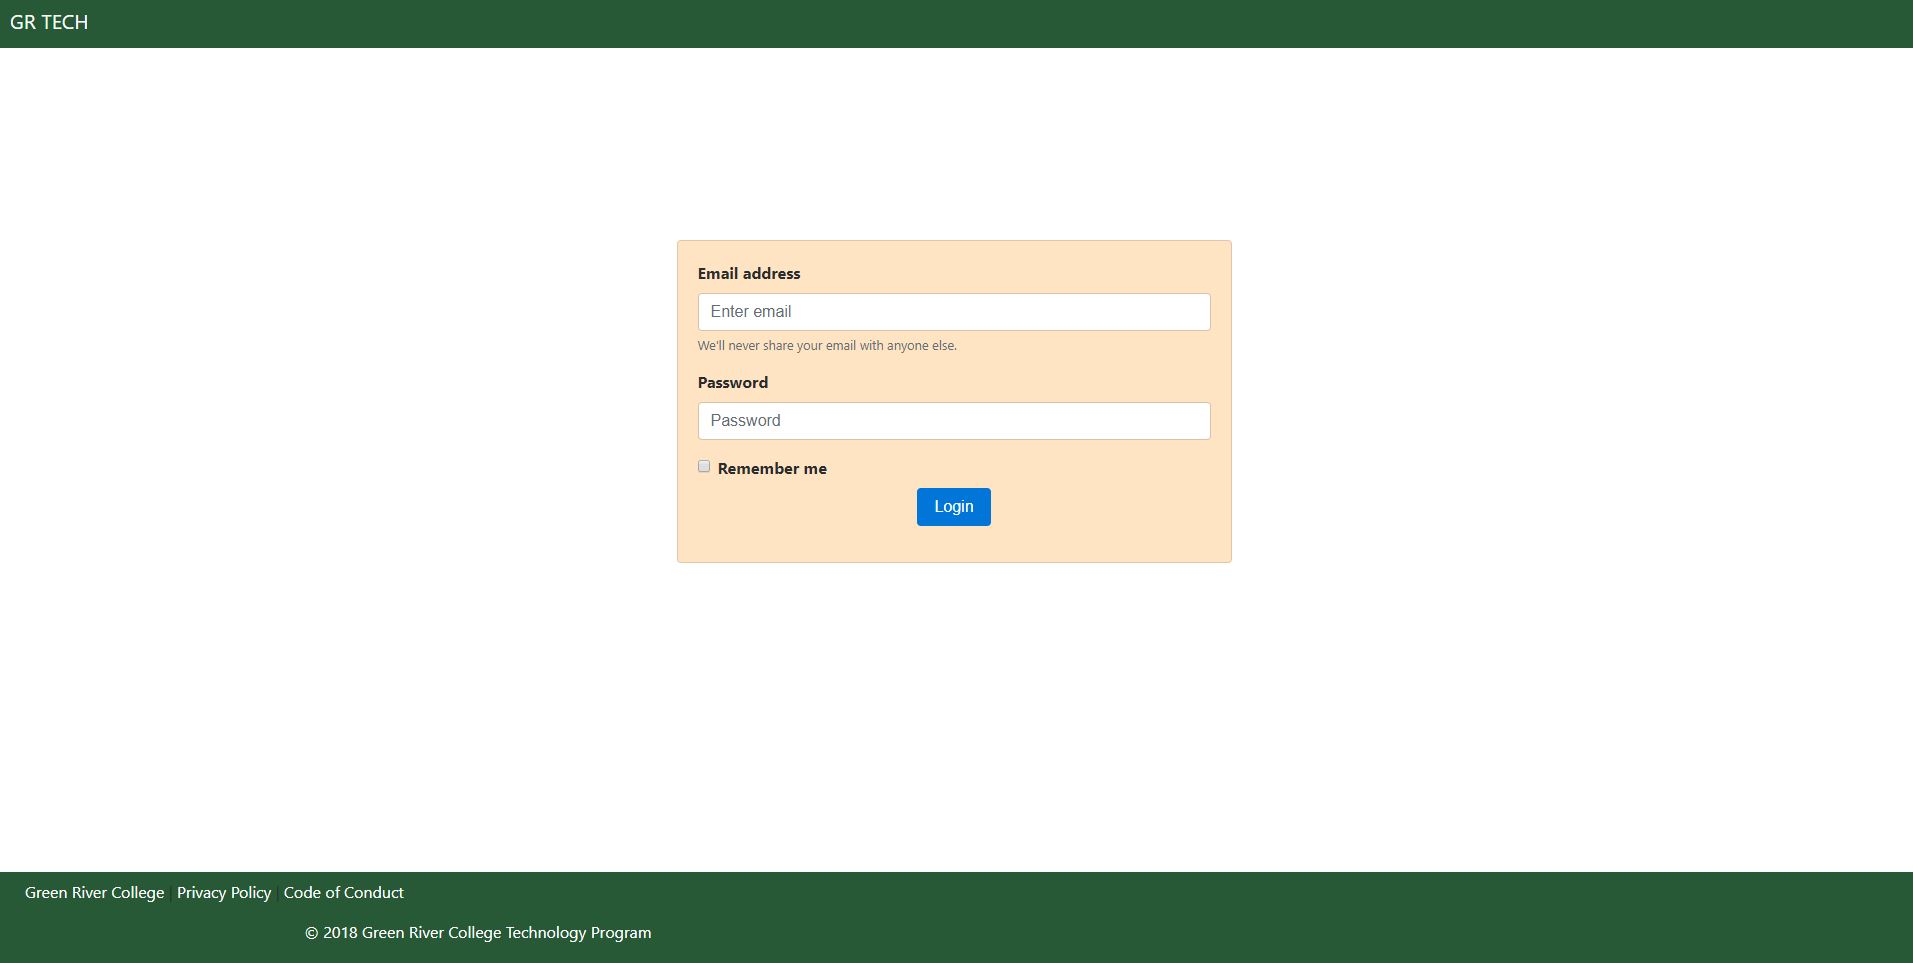 GR TECH
Email address
Enter email
We'll never share your email with anyone else.
Password
Password
Remember me
Login
Green River College | Privacy Policy | Code of Conduct
© 2018 Green River College Technology Program